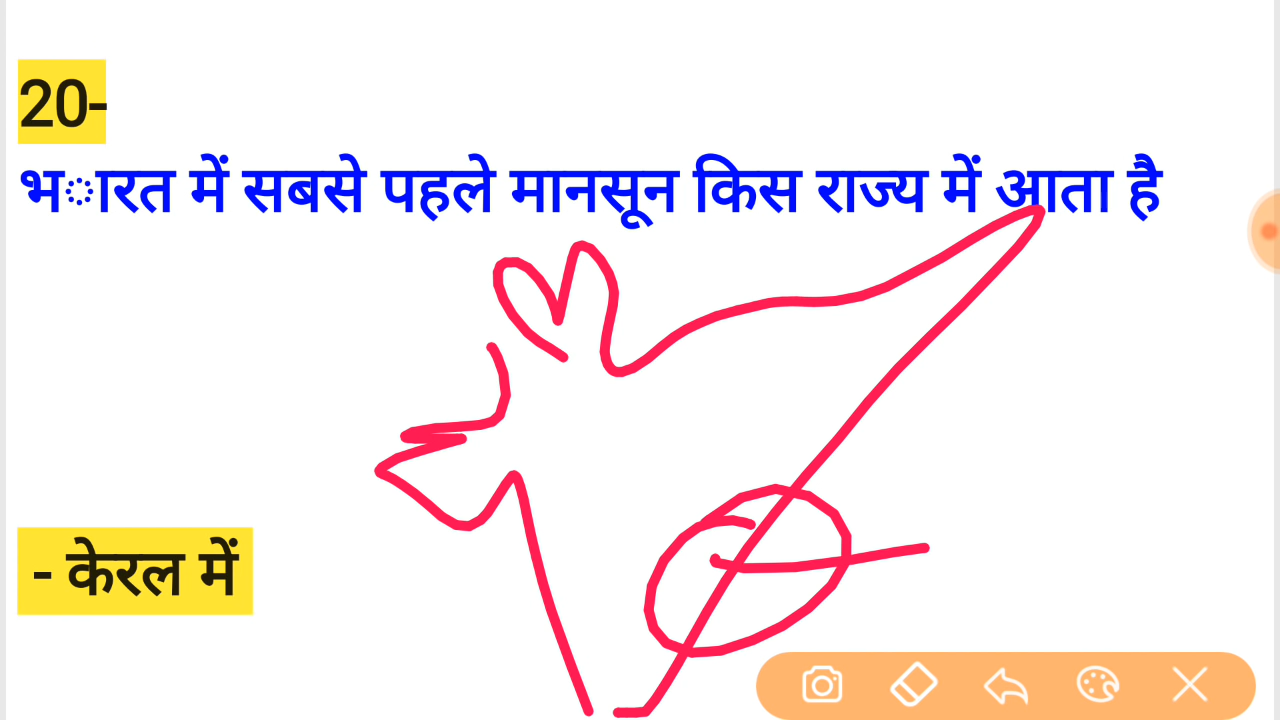 20-
भारत में सबसे पहले मानसून किस राज्य में आता है
- केरल में